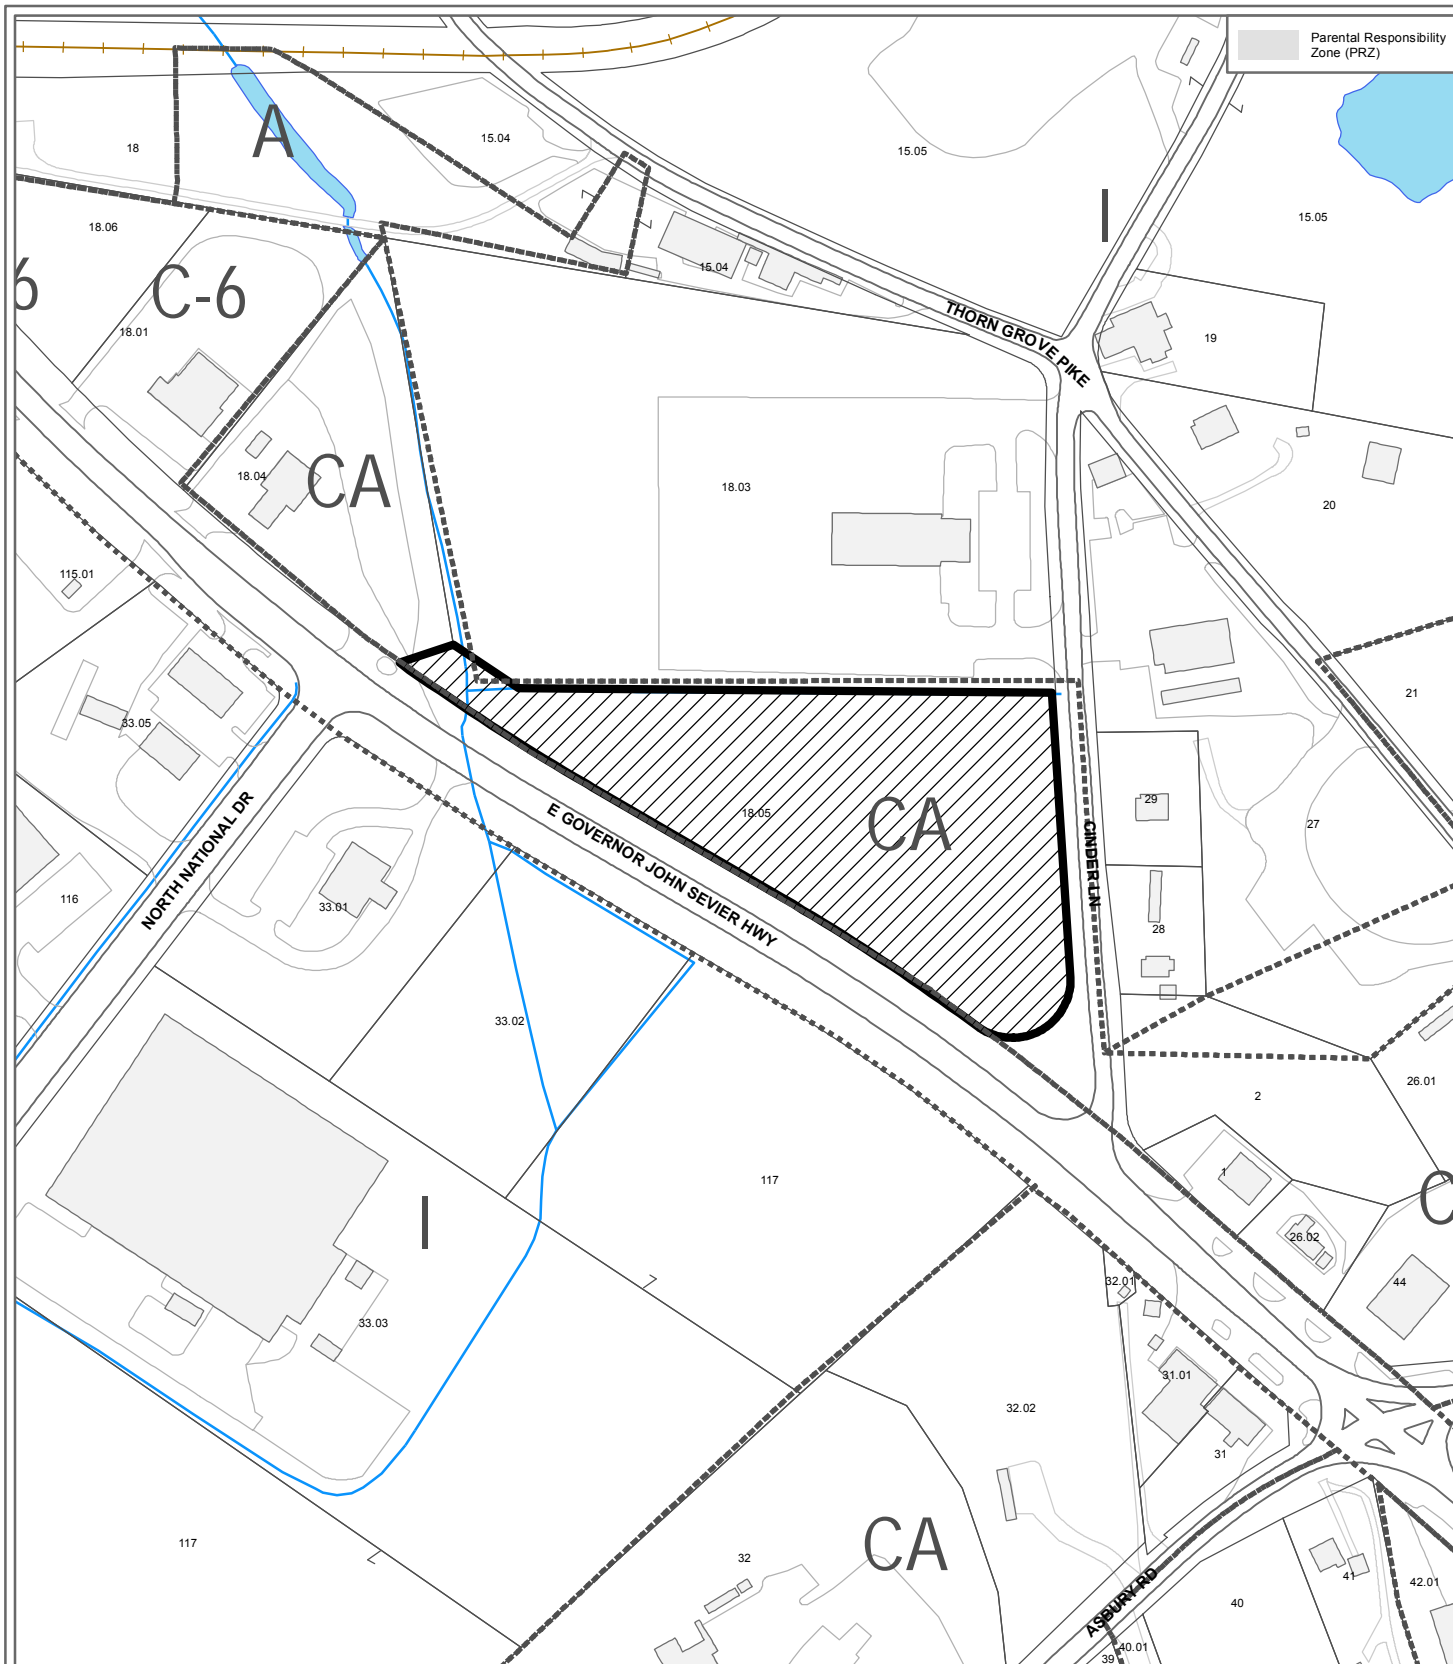 Parental Responsibility
Zone (PRZ)
A
18
15.04
15.05
I
15.05
18.06
6
C-6
18.01
15.04
THORN GROVE PIKE
19
18.04
CA
18.03
20
115.01
21
33.05
18.05
CA
29
27
CINDER LN
E GOVERNOR JOHN SEVIER HWY
NORTH NATIONAL DR
116
33.01
28
33.02
2
26.01
117
1
C
I
26.02
32.01
44
33.03
31.01
32.02
31
117
CA
32
41
42.01
ASBURY RD
40
40.01
39